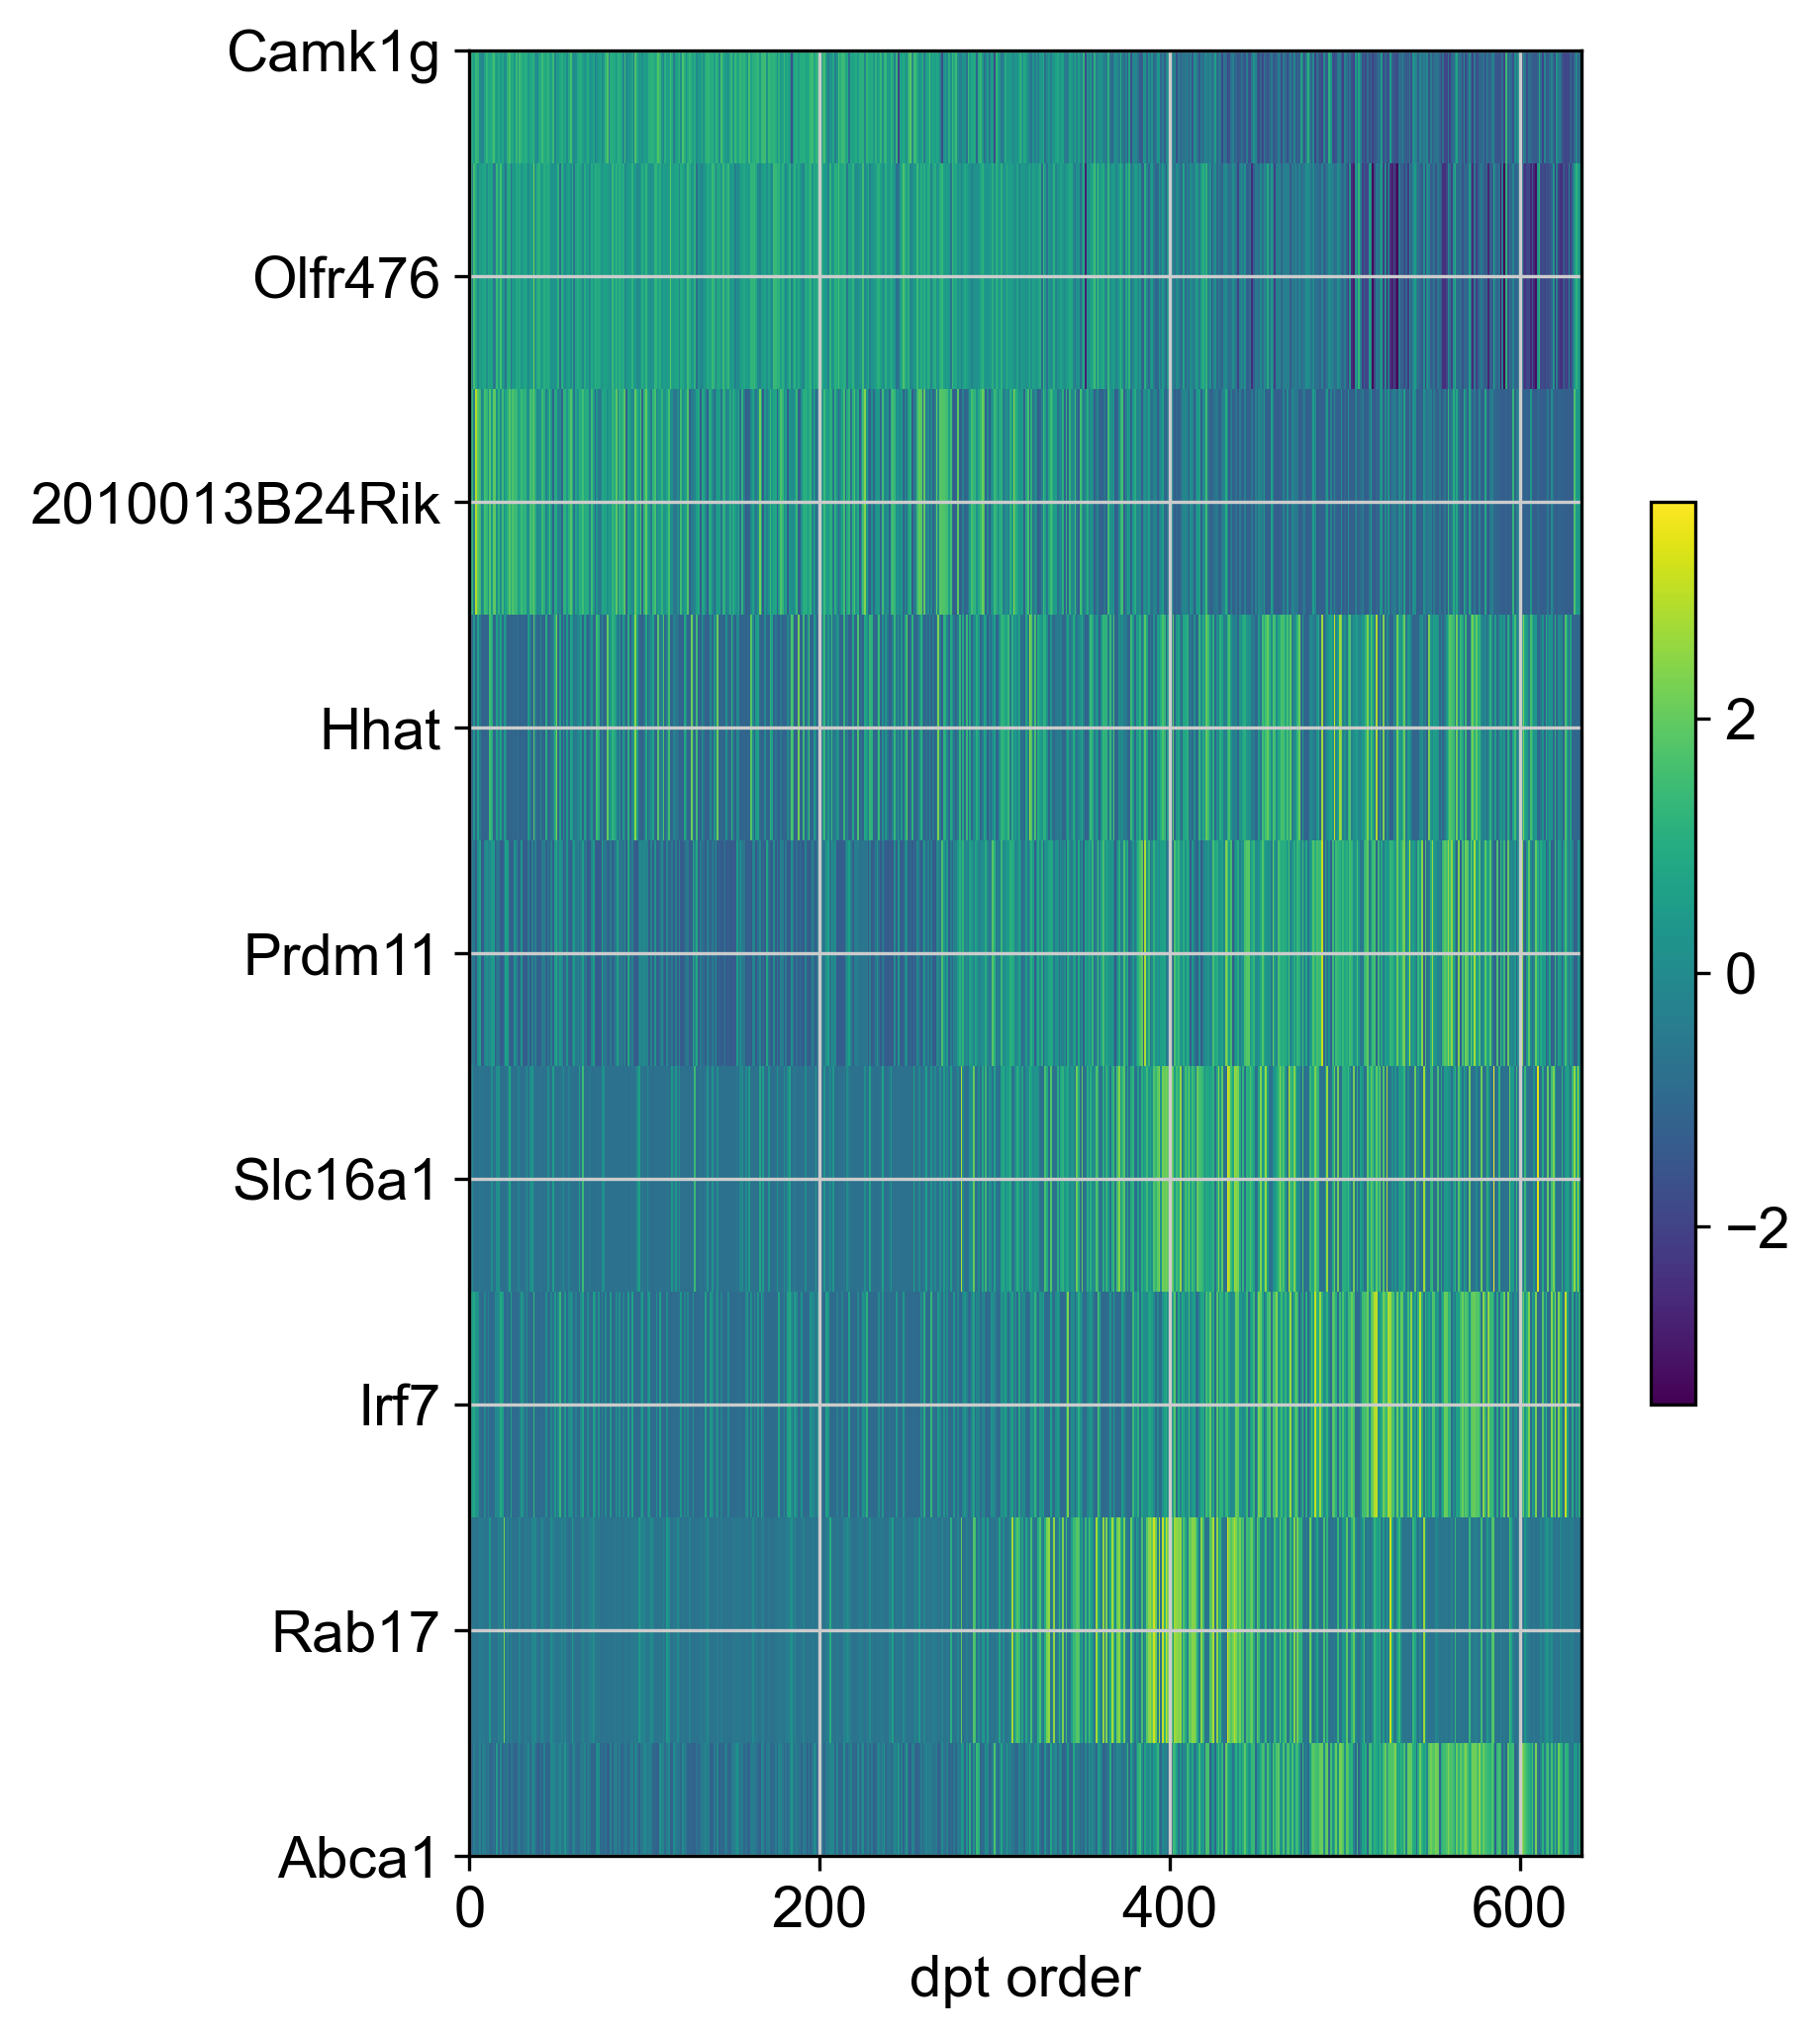 Camk1g
Olfr476
2010013B24Rik
Hhat
Prdm11
Slc16a1
Irf7
Rab17
Abca1
0 200 400 600
dpt order
2
0
−2